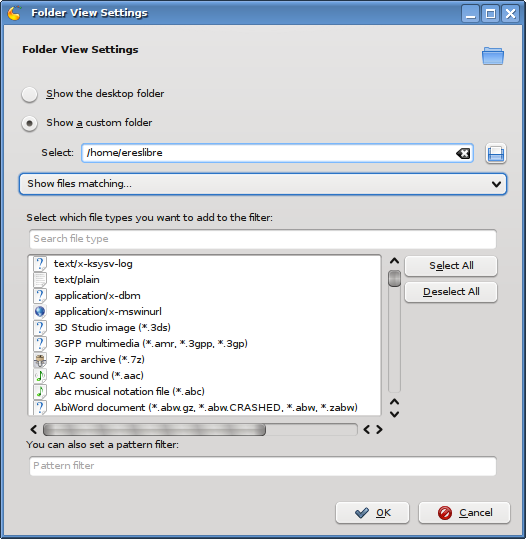 Folder View Settings
Folder View Settings
Show the desktop folder
Show a custom folder
Select: /home/ereslibre
Show files matching...
Select which file types you want to add to the filter:
Search file type
text/x-ksysv-log
text/plain
application/x-dbm
application/x-mswinurl
3D Studio image (*.3ds)
3GPP multimedia (*.amr, *.3gpp, *.3gp)
7-zip archive (*.7z)
AAC sound (*.aac)
abc musical notation file (*.abc)
AbiWord document (*.abw.gz, *.abw.CRASHED, *.abw, *.zabw)
Select All
Deselect All
You can also set a pattern filter:
Pattern filter
OK Cancel